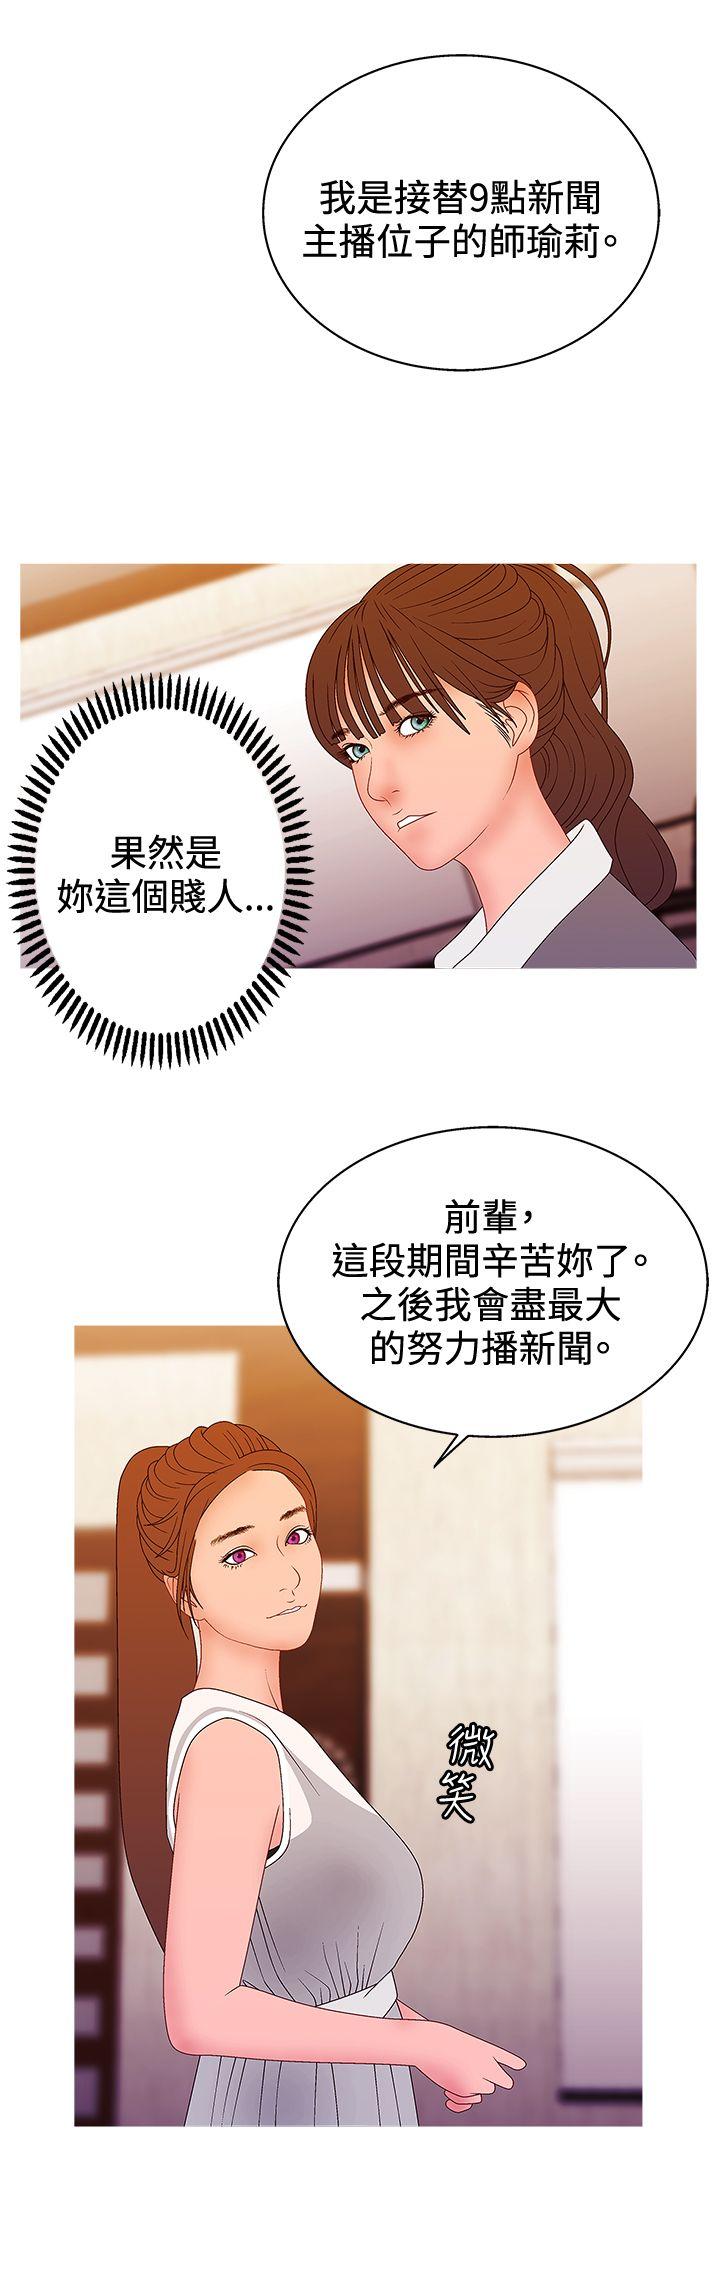 我是接替9點新聞
主播位子的師瑜莉。
果然是
妳這個賤人...
前輩，
這段期間辛苦妳了。
之後我會盡最大
的努力播新聞。
微笑